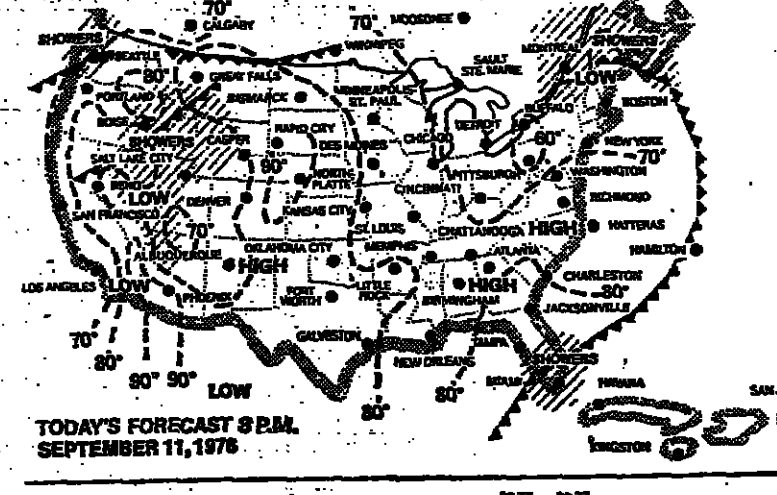 70°
CALGARY
70°
MOOSONEE
SHOWERS
WINNIPEG
MONTREAL
SHOWERS
SEATTLE
80°
GREAT FALLS
SAULT
STE. MARIE
LOW
PORTLAND
BISMARCK
MINNEAPOLIS
ST. PAUL
BOSTON
BOISE
BUFFALO
SHOWERS
CASPER
RAPID CITY
DES MOINES
CHICAGO
DETROIT
60°
NEW YORK
70°
SALT LAKE CITY
90°
NORTH
PLATTE
PITTSBURGH
WASHINGTON
RENO
LOW
DENVER
CINCINNATI
RICHMOND
SAN FRANCISCO
KANSAS CITY
70°
ST. LOUIS
CHATTANOOGA
HIGH
HATTERAS
ALBUQUERQUE
OKLAHOMA CITY
MEMPHIS
ATLANTA
HAMILTON
HIGH
LOS ANGELES
LOW
PHOENIX
FORT
WORTH
LITTLE
ROCK
HIGH
BIRMINGHAM
CHARLESTON
80°
JACKSONVILLE
70°
80°
GALVESTON
NEW ORLEANS
TAMPA
SHOWERS
90°
90°
LOW
80°
80°
MIAMI
HAVANA
SAN
TODAY'S FORECAST 8 P.M.
SEPTEMBER 11, 1976
KINGSTON